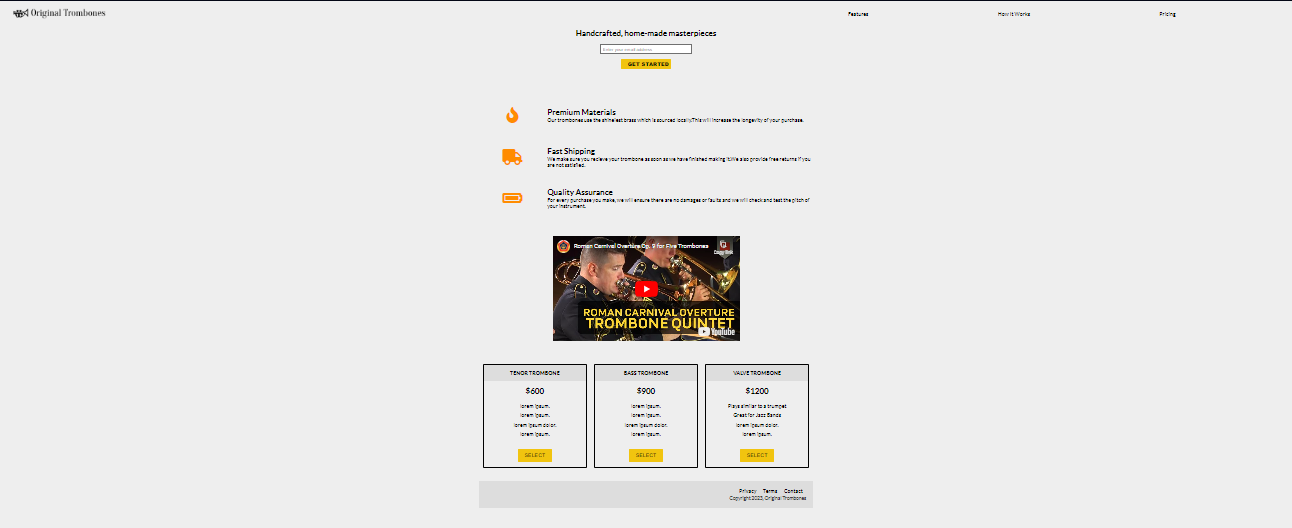 Original Trombones
Features
How it Works
Pricing
Handcrafted, home-made masterpieces
Enter your email address
GET STARTED
Premium Materials
Our trombones use the shineiest brass which is sourced locally.This will increase the longevity of your purchase.
Fast Shipping
We make sure you recieve your trombone as soon as we have finished making it.We also provide free returns if you
are not satisfied.
Quality Assurance
For every purchase you make, we will ensure there are no damages or faults and we will check and test the pitch of
your instrument.
Roman Carnival Overture Op. 9 for Five Trombones
ROMAN CARNIVAL OVERTURE
TROMBONE QUINTET
YouTube
TENOR TROMBONE
$600
lorem ipsum.
lorem ipsum.
lorem ipsum dolor.
lorem ipsum.
SELECT
BASS TROMBONE
$900
lorem ipsum.
lorem ipsum.
lorem ipsum dolor.
lorem ipsum.
SELECT
VALVE TROMBONE
$1200
Plays similar to a trumpet
Great for Jazz Bands
lorem ipsum dolor.
lorem ipsum.
SELECT
Privacy Terms Contact
Copyright 2023, Original Trombones